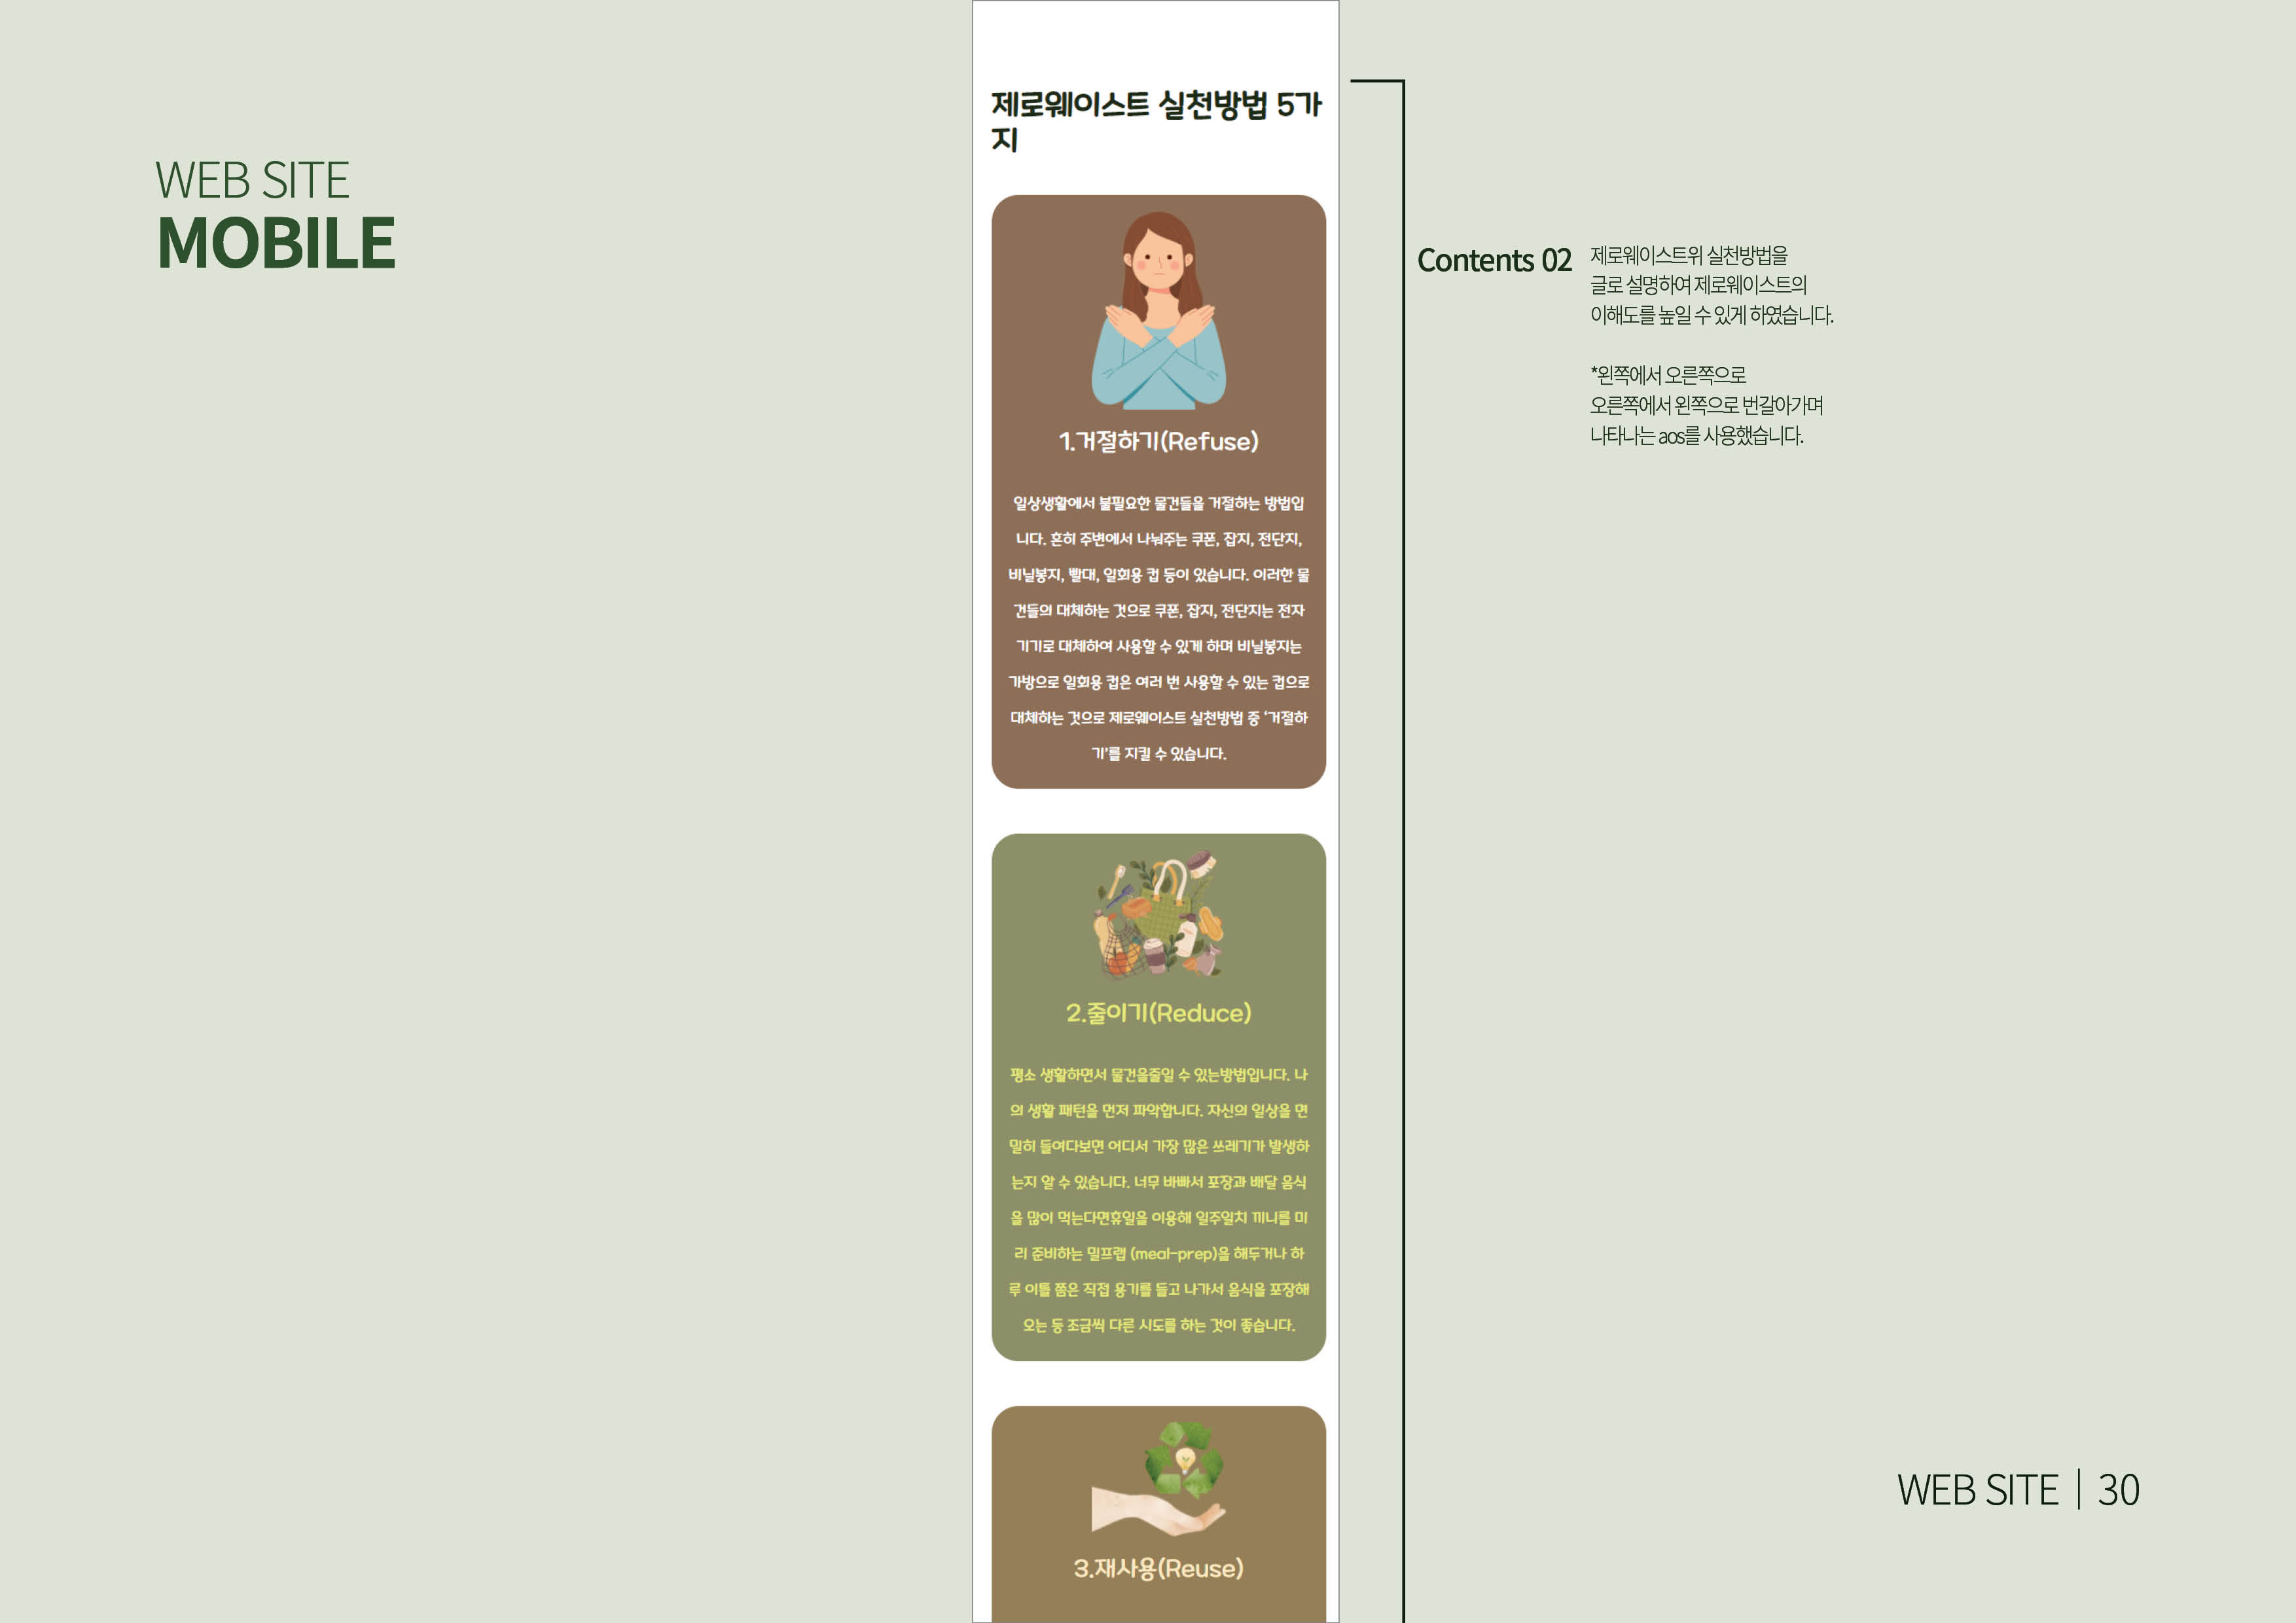 WEB SITE
MOBILE
제로웨이스트 실천방법 5가
지
1.거절하기(Refuse)
일상생활에서 불필요한 물건들을 거절하는 방법입
니다. 흔히 주변에서 나눠주는 쿠폰, 잡지, 전단지,
비닐봉지, 빨대, 일회용 컵 등이 있습니다. 이러한 물
건들의 대체하는 것으로 쿠폰, 잡지, 전단지는 전자
기기로 대체하여 사용할 수 있게 하며 비닐봉지는
가방으로 일회용 컵은 여러 번 사용할 수 있는 컵으로
대체하는 것으로 제로웨이스트 실천방법 중 ‘거절하
기’를 지킬 수 있습니다.
2.줄이기(Reduce)
평소 생활하면서 물건을줄일 수 있는방법입니다. 나
의 생활 패턴을 먼저 파악합니다. 자신의 일상을 면
밀히 들여다보면 어디서 가장 많은 쓰레기가 발생하
는지 알 수 있습니다. 너무 바빠서 포장과 배달 음식
을 많이 먹는다면휴일을 이용해 일주일치 끼니를 미
리 준비하는 밀프랩 (meal-prep)을 해두거나 하
루 이틀 쯤은 직접 용기를 들고 나가서 음식을 포장해
오는 등 조금씩 다른 시도를 하는 것이 좋습니다.
3.재사용(Reuse)
Contents 02
제로웨이스트위 실천방법을
글로 설명하여 제로웨이스트의
이해도를 높일 수 있게 하였습니다.
*왼쪽에서 오른쪽으로
오른쪽에서 왼쪽으로 번갈아가며
나타나는 aos를 사용했습니다.
WEB SITE | 30